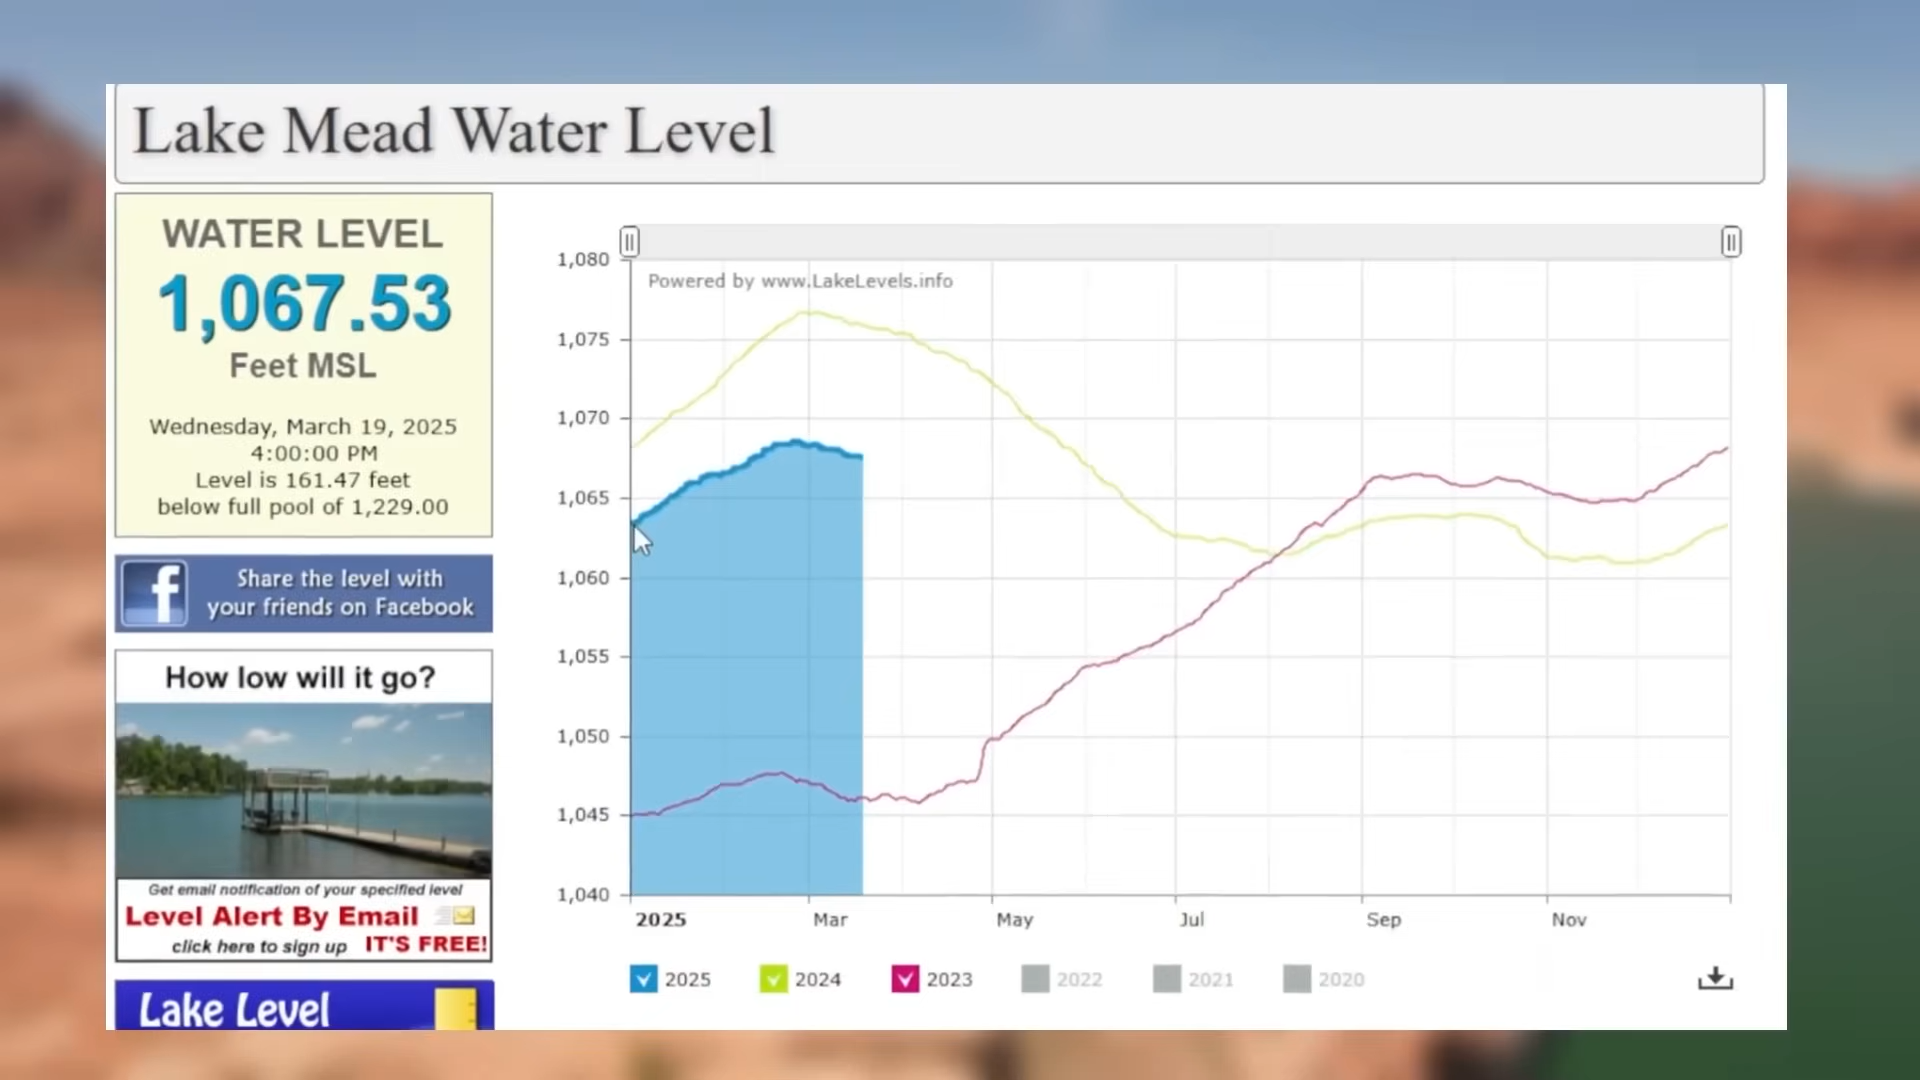 Lake Mead Water Level
WATER LEVEL
1,067.53
Feet MSL
Wednesday, March 19, 2025
4:00:00 PM
Level is 161.47 feet
below full pool of 1,229.00
f
Share the level with
your friends on Facebook
How low will it go?
Get email notification of your specified level
Level Alert By Email
click here to sign up IT'S FREE!
Lake Level
Powered by www.LakeLevels.info
1,080
1,075
1,070
1,065
1,060
1,055
1,050
1,045
1,040
2025 Mar May Jul Sep Nov
2025 2024 2023 2022 2021 2020